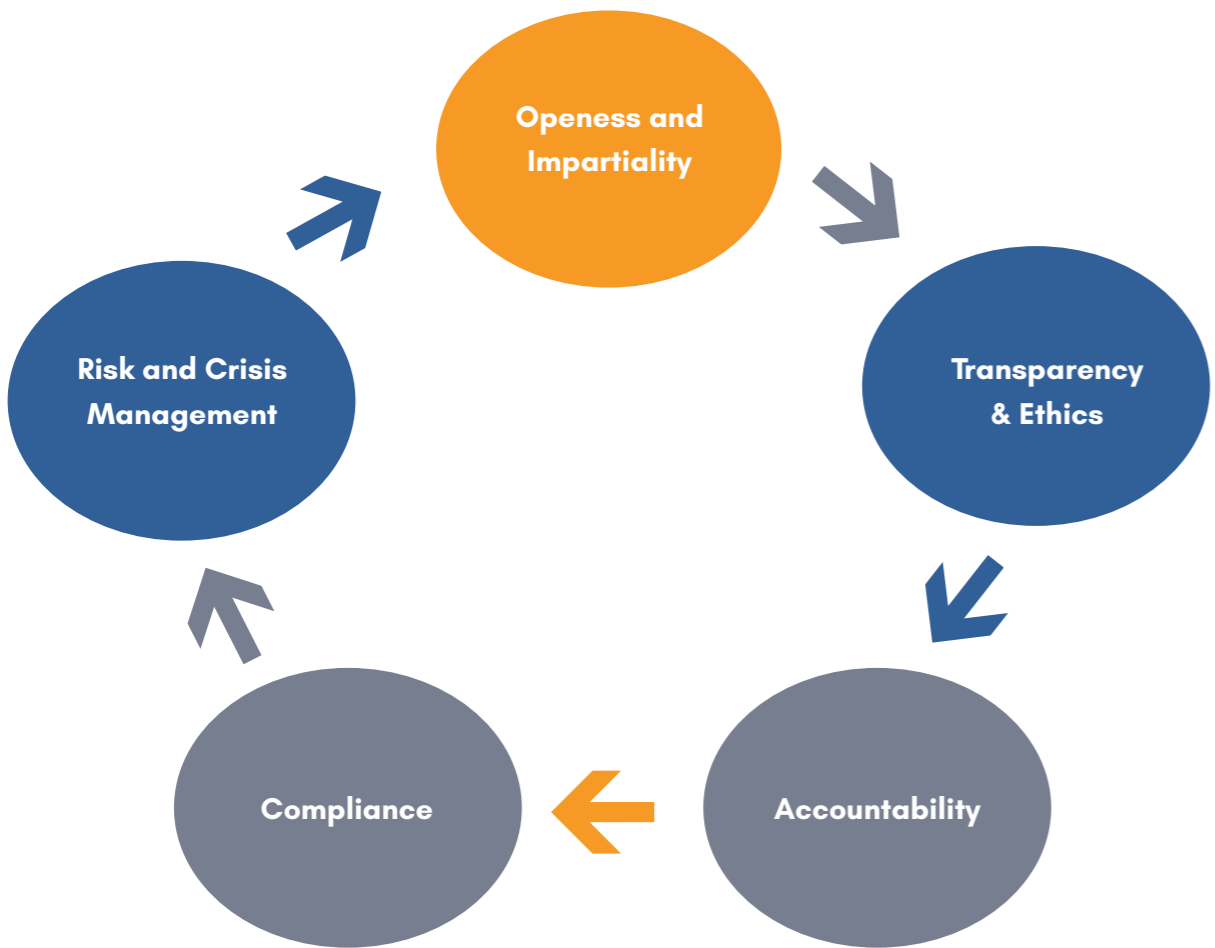 Openess and
Impartiality
Transparency
& Ethics
Accountability
Compliance
Risk and Crisis
Management